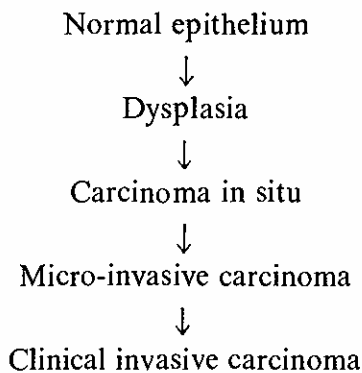 Normal epithelium
↓
Dysplasia
↓
Carcinoma in situ
↓
Micro-invasive carcinoma
↓
Clinical invasive carcinoma